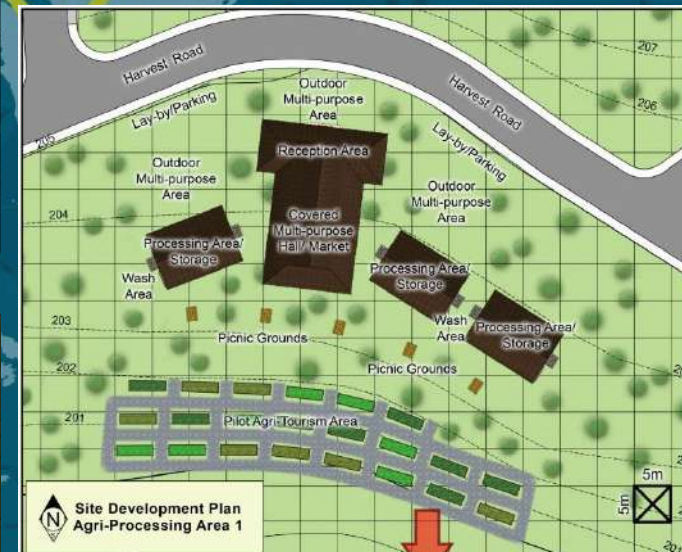 207
Harvest Road
206
Outdoor
Multi-purpose
Area
Harvest Road
Lay-by/Parking
205
Lay-by/Parking
Reception Area
Outdoor
Multi-purpose
Area
Outdoor
Multi-purpose
Area
204
Covered
Multi-purpose
Hall/ Market
Processing Area/
Storage
Processing Area/
Storage
Wash
Area
203
Wash
Area
Processing Area/
Storage
Picnic Grounds
202
Picnic Grounds
201
Pilot Agri-Tourism Area
5m
5m
N
Site Development Plan
Agri-Processing Area 1